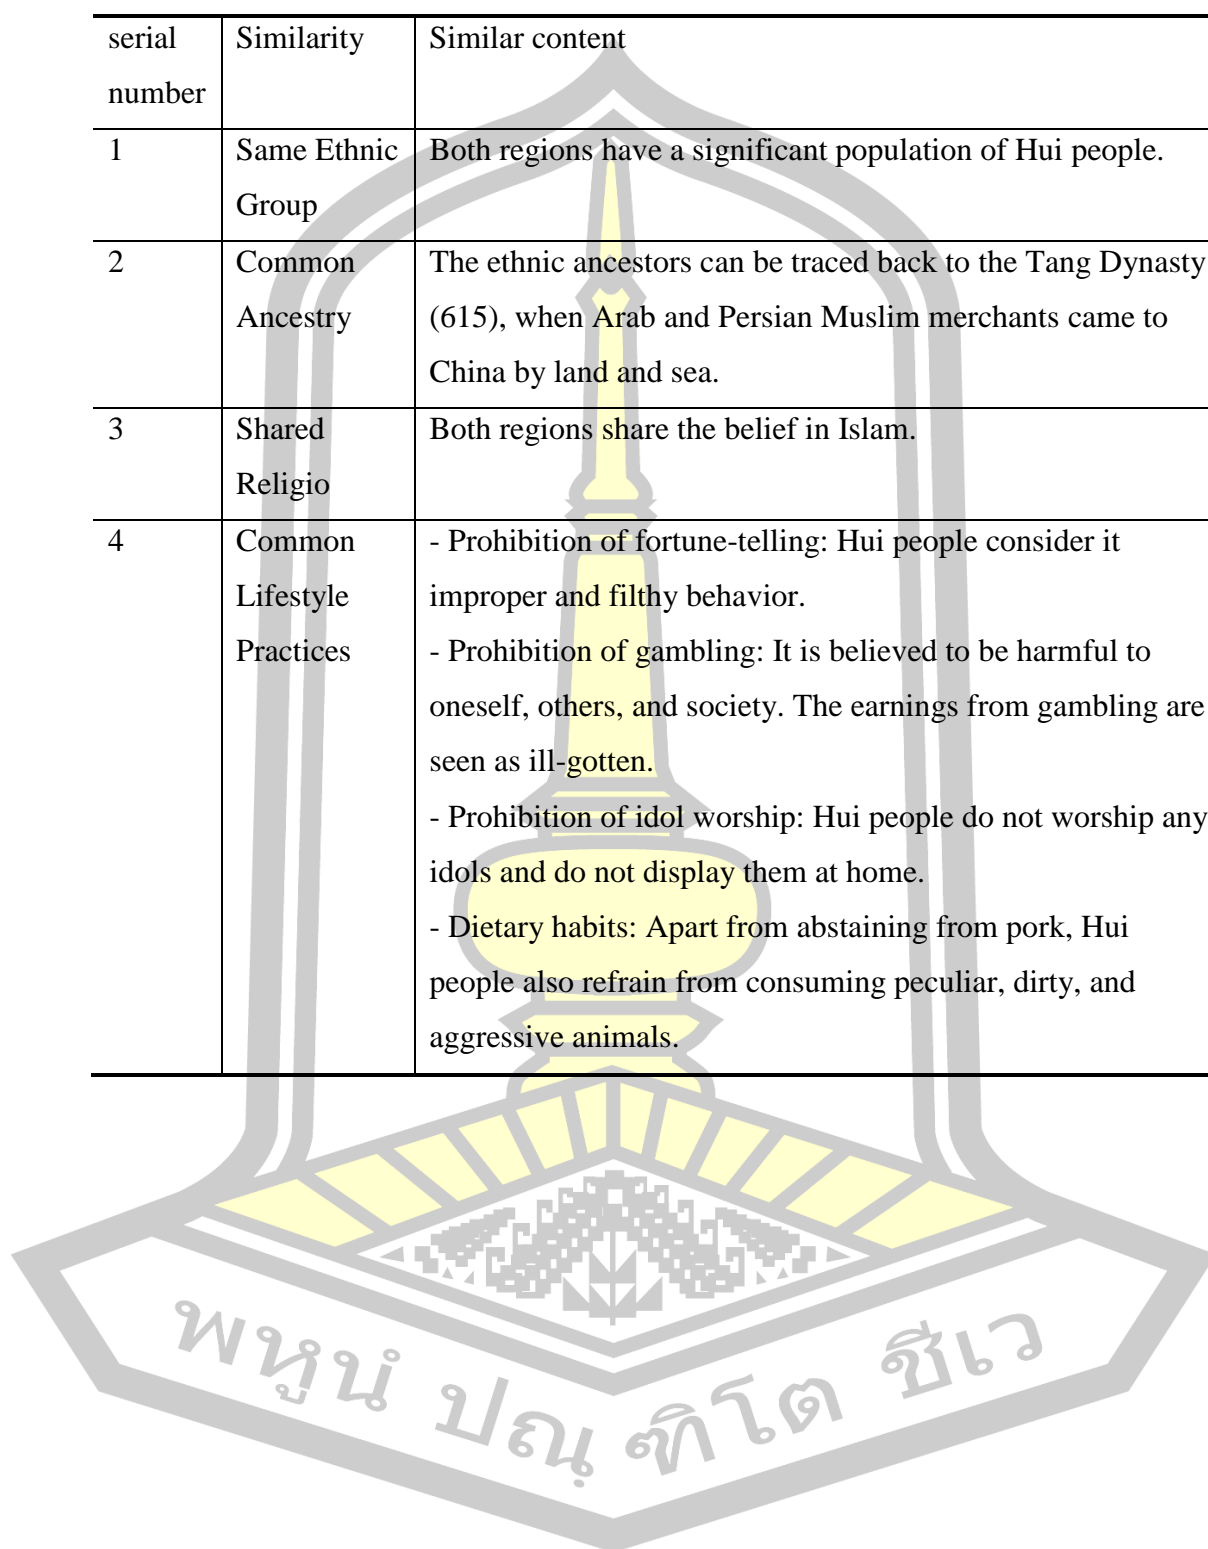 serial number
Similarity
Similar content
1
Same Ethnic
Group
Both regions have a significant population of Hui people.
2
Common
Ancestry
The ethnic ancestors can be traced back to the Tang Dynasty
(615), when Arab and Persian Muslim merchants came to
China by land and sea.
3
Shared
Religio
Both regions share the belief in Islam.
4
Common
Lifestyle
Practices
- Prohibition of fortune-telling: Hui people consider it
improper and filthy behavior.
- Prohibition of gambling: It is believed to be harmful to
oneself, others, and society. The earnings from gambling are
seen as ill-gotten.
- Prohibition of idol worship: Hui people do not worship any
idols and do not display them at home.
- Dietary habits: Apart from abstaining from pork, Hui
people also refrain from consuming peculiar, dirty, and
aggressive animals.
พหูนํ ปณฺฑิโต ชีเว